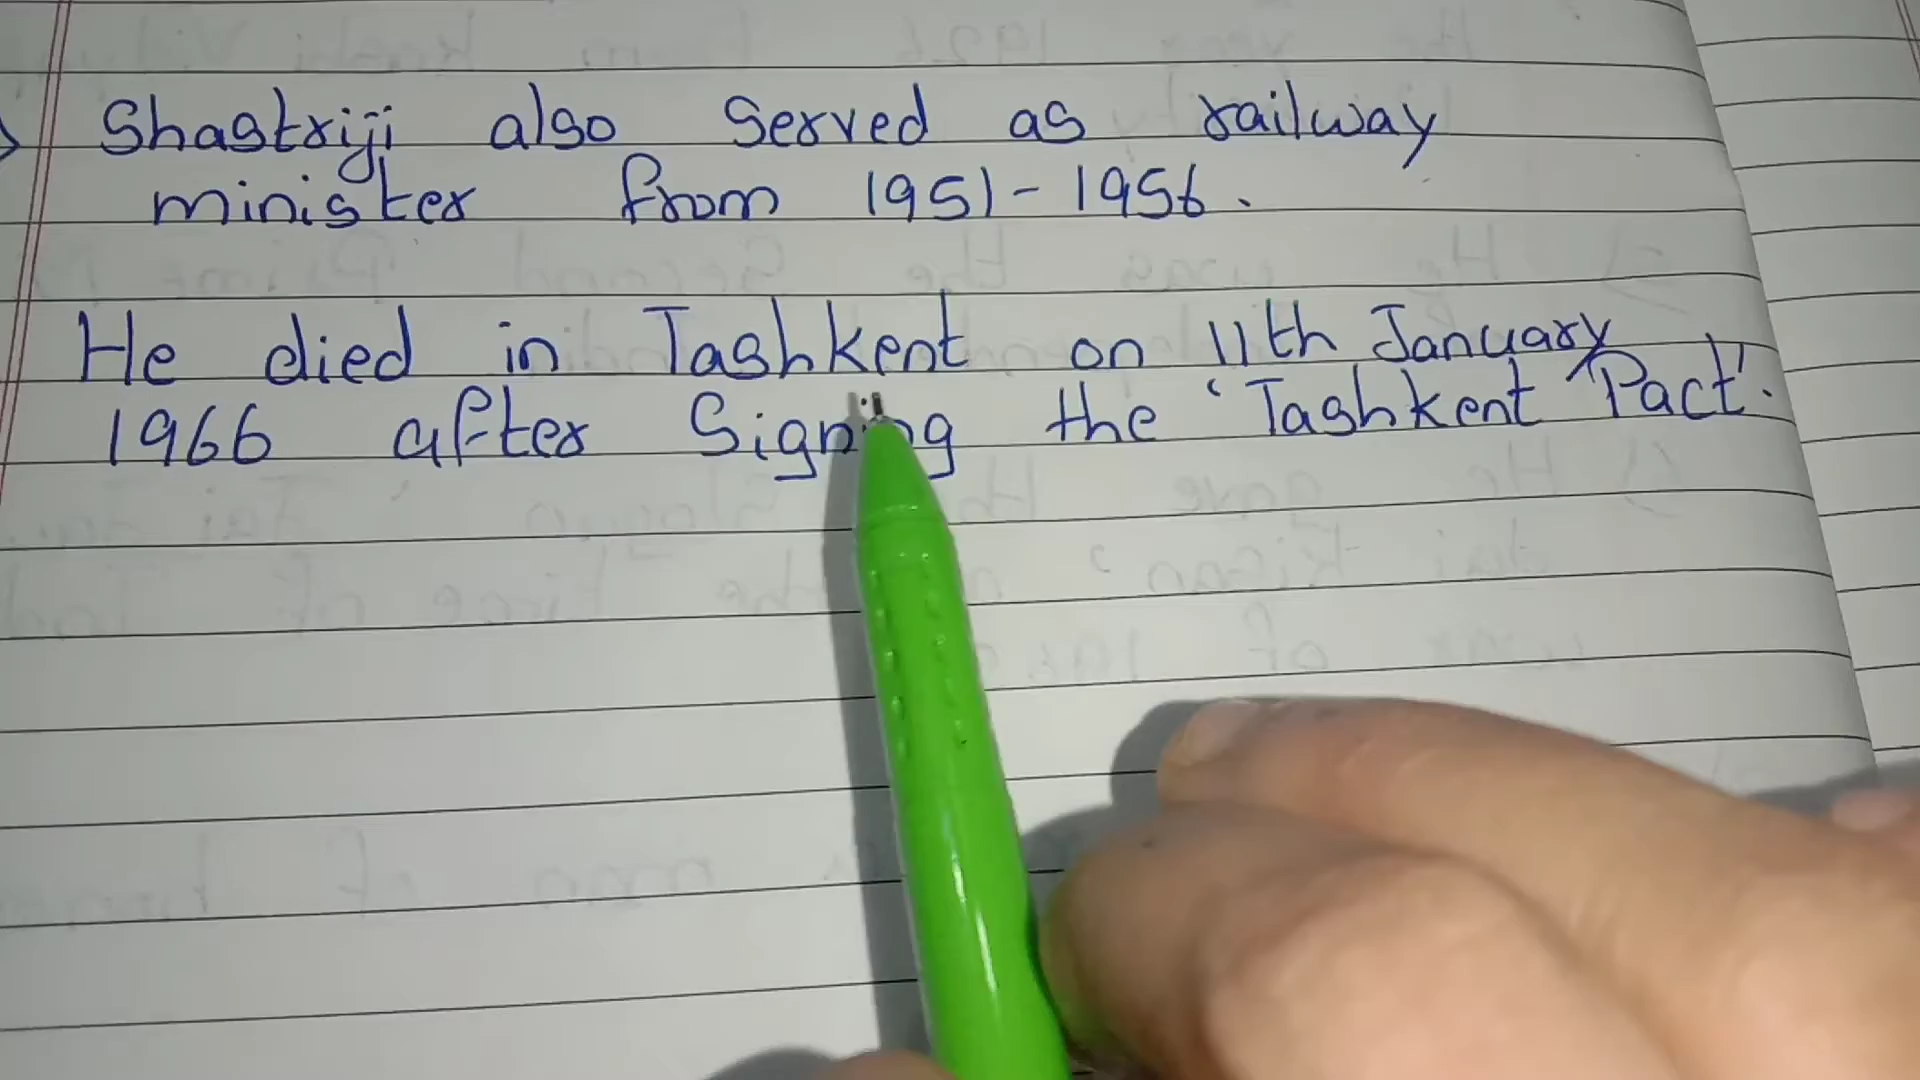 Shastriji also Served as railway
minister from 1951-1956.
He died in Tashkent on 11th January
1966 after Signing the 'Tashkent Pact'.